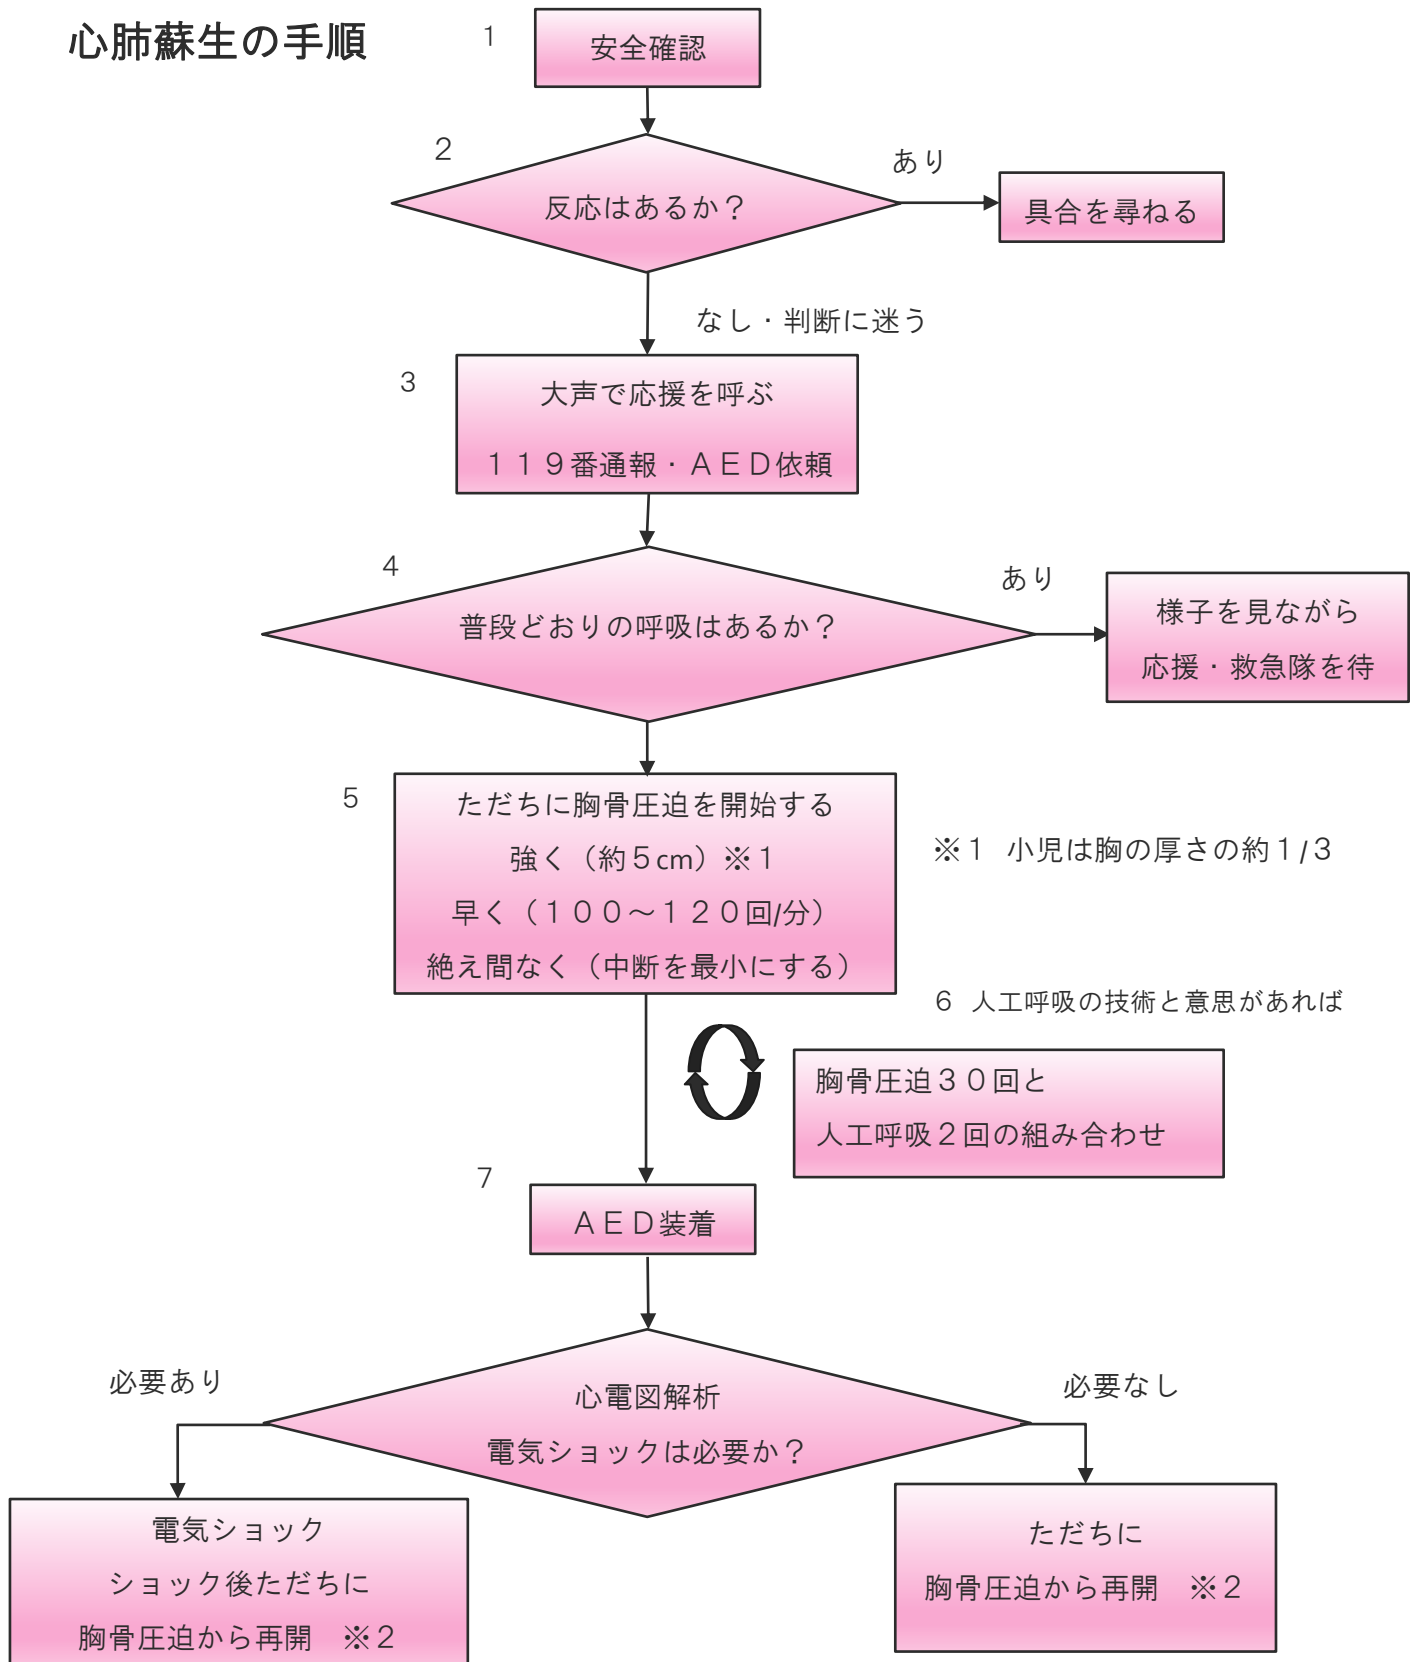 心肺蘇生の手順
１
安全確認
２
反応はあるか？
あり
具合を尋ねる
なし・判断に迷う
３
大声で応援を呼ぶ
１１９番通報・ＡＥＤ依頼
４
普段どおりの呼吸はあるか？
あり
様子を見ながら
応援・救急隊を待
５
ただちに胸骨圧迫を開始する
強く（約５cm）※１
早く（１００～１２０回/分）
絶え間なく（中断を最小にする）
※１ 小児は胸の厚さの約１/３
６ 人工呼吸の技術と意思があれば
胸骨圧迫３０回と
人工呼吸２回の組み合わせ
７
ＡＥＤ装着
心電図解析
電気ショックは必要か？
必要あり
必要なし
電気ショック
ショック後ただちに
胸骨圧迫から再開 ※２
ただちに
胸骨圧迫から再開 ※２